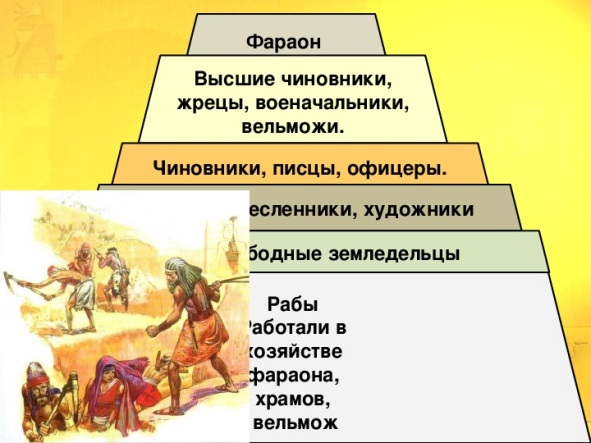 Фараон
Высшие чиновники,
жрецы, военачальники,
вельможи.
Чиновники, писцы, офицеры.
художники
земледельцы
Рабы
в
фараона,
храмов,
вельмож